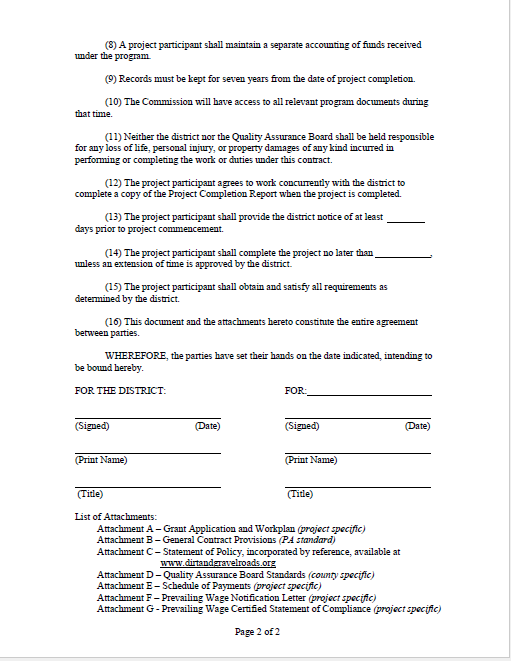 (8) A project participant shall maintain a separate accounting of funds received
under the program.
(9) Records must be kept for seven years from the date of project completion.
(10) The Commission will have access to all relevant program documents during
that time.
(11) Neither the district nor the Quality Assurance Board shall be held responsible
for any loss of life, personal injury, or property damages of any kind incurred in
performing or completing the work or duties under this contract.
(12) The project participant agrees to work concurrently with the district to
complete a copy of the Project Completion Report when the project is completed.
(13) The project participant shall provide the district notice of at least ________
days prior to project commencement.
(14) The project participant shall complete the project no later than ____________,
unless an extension of time is approved by the district.
(15) The project participant shall obtain and satisfy all requirements as
determined by the district.
(16) This document and the attachments hereto constitute the entire agreement
between parties.
WHEREFORE, the parties have set their hands on the date indicated, intending to
be bound hereby.
FOR THE DISTRICT: FOR:__________________________
(Signed) (Date) (Signed) (Date)
(Print Name) (Print Name)
(Title) (Title)
List of Attachments:
Attachment A – Grant Application and Workplan (project specific)
Attachment B – General Contract Provisions (PA standard)
Attachment C – Statement of Policy, incorporated by reference, available at
www.dirtandgravelroads.org
Attachment D – Quality Assurance Board Standards (county specific)
Attachment E – Schedule of Payments (project specific)
Attachment F – Prevailing Wage Notification Letter (project specific)
Attachment G - Prevailing Wage Certified Statement of Compliance (project specific)
Page 2 of 2